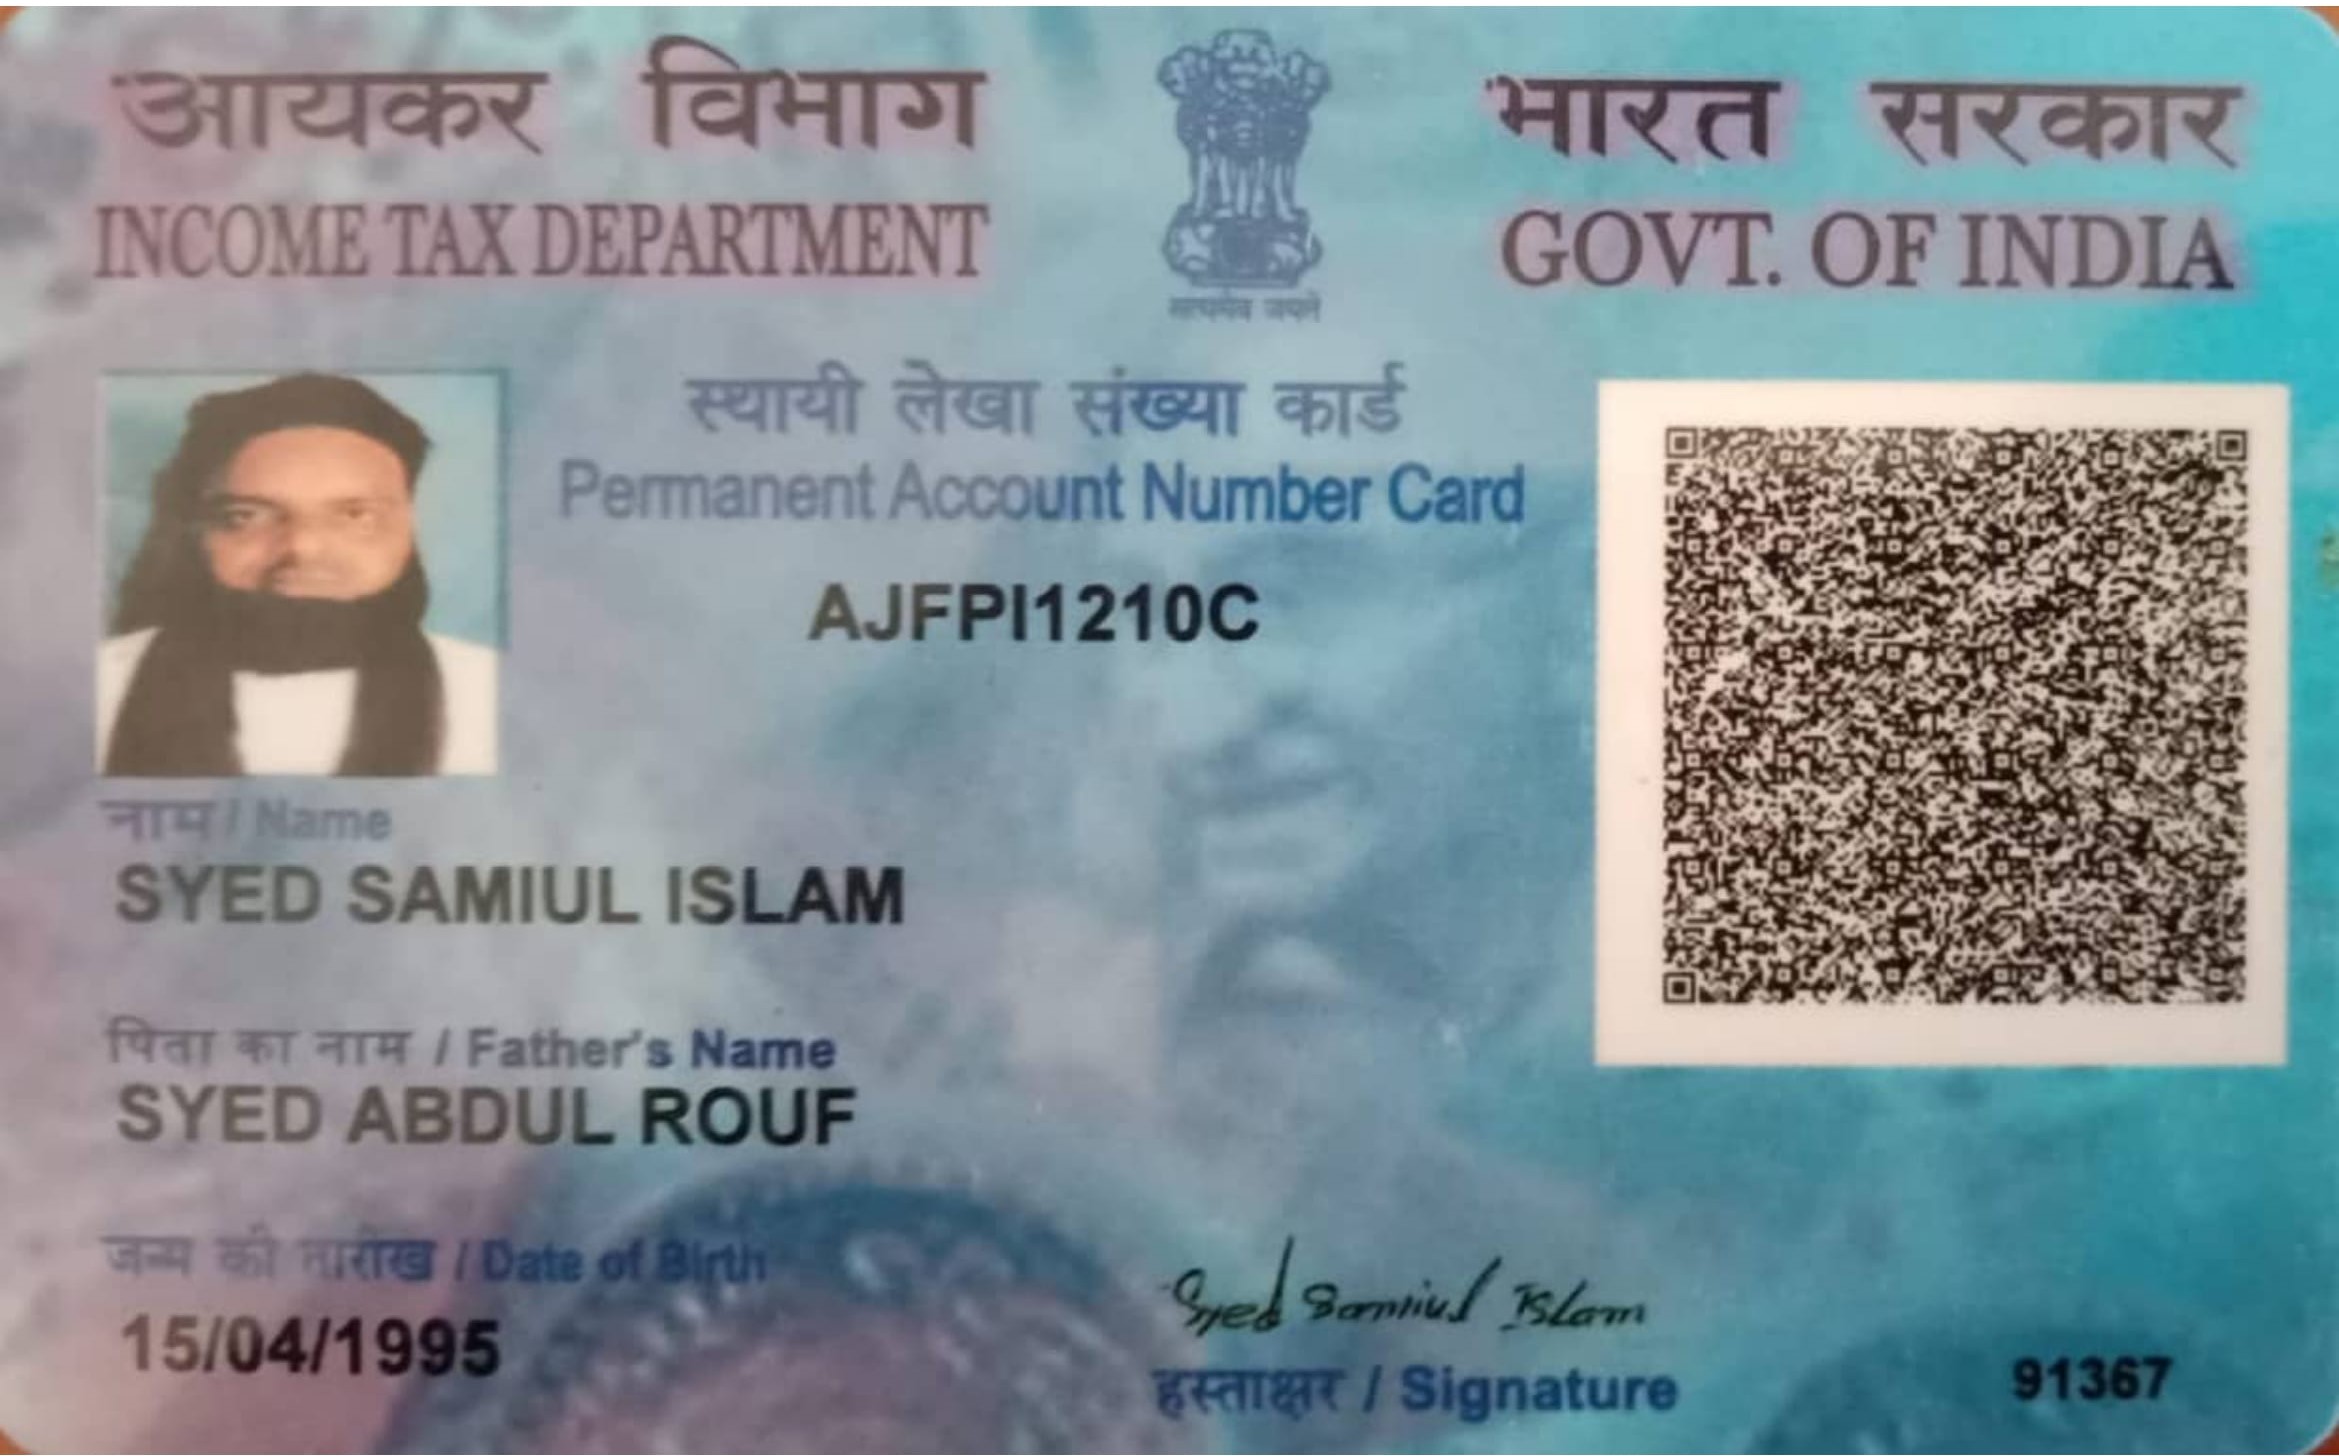 आयकर विभाग
INCOME TAX DEPARTMENT
सत्यमेव जयते
भारत सरकार
GOVT. OF INDIA
स्थायी लेखा संख्या कार्ड
Permanent Account Number Card
AJFPI1210C
नाम / Name
SYED SAMIUL ISLAM
पिता का नाम / Father's Name
SYED ABDUL ROUF
जन्म की तारीख / Date of Birth
15/04/1995
Syed Samiul Islam
हस्ताक्षर / Signature
91367